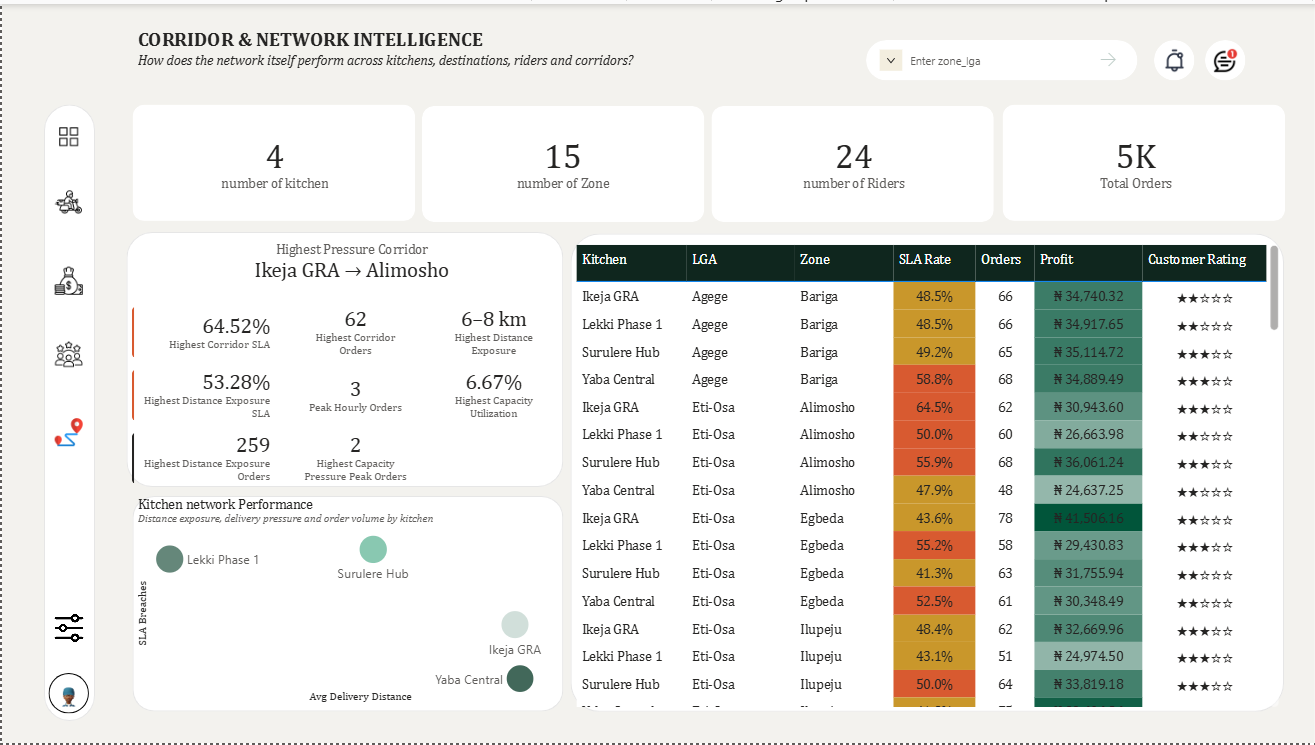 CORRIDOR & NETWORK INTELLIGENCE
How does the network itself perform across kitchens, destinations, riders and corridors?
Enter zone_lga
1
4
number of kitchen
15
number of Zone
24
number of Riders
5K
Total Orders
Highest Pressure Corridor
Ikeja GRA → Alimosho
64.52%
Highest Corridor SLA
62
Highest Corridor
Orders
6–8 km
Highest Distance
Exposure
53.28%
Highest Distance Exposure
SLA
3
Peak Hourly Orders
6.67%
Highest Capacity
Utilization
259
Highest Distance Exposure
Orders
2
Highest Capacity
Pressure Peak Orders
Kitchen network Performance
Distance exposure, delivery pressure and order volume by kitchen
SLA Breaches
Lekki Phase 1
Surulere Hub
Ikeja GRA
Yaba Central
Avg Delivery Distance
Kitchen LGA Zone SLA Rate Orders Profit Customer Rating
Ikeja GRA Agege Bariga 48.5% 66 ₦ 34,740.32 ★★☆☆☆
Lekki Phase 1 Agege Bariga 48.5% 66 ₦ 34,917.65 ★★☆☆☆
Surulere Hub Agege Bariga 49.2% 65 ₦ 35,114.72 ★★★☆☆
Yaba Central Agege Bariga 58.8% 68 ₦ 34,889.49 ★★☆☆☆
Ikeja GRA Eti-Osa Alimosho 64.5% 62 ₦ 30,943.60 ★★★☆☆
Lekki Phase 1 Eti-Osa Alimosho 50.0% 60 ₦ 26,663.98 ★★☆☆☆
Surulere Hub Eti-Osa Alimosho 55.9% 68 ₦ 36,061.24 ★★★☆☆
Yaba Central Eti-Osa Alimosho 47.9% 48 ₦ 24,637.25 ★★☆☆☆
Ikeja GRA Eti-Osa Egbeda 43.6% 78 ₦ 41,506.16 ★★★☆☆
Lekki Phase 1 Eti-Osa Egbeda 55.2% 58 ₦ 29,430.83 ★★★☆☆
Surulere Hub Eti-Osa Egbeda 41.3% 63 ₦ 31,755.94 ★★☆☆☆
Yaba Central Eti-Osa Egbeda 52.5% 61 ₦ 30,348.49 ★★☆☆☆
Ikeja GRA Eti-Osa Ilupeju 48.4% 62 ₦ 32,669.96 ★★★☆☆
Lekki Phase 1 Eti-Osa Ilupeju 43.1% 51 ₦ 24,974.50 ★★★☆☆
Surulere Hub Eti-Osa Ilupeju 50.0% 64 ₦ 33,819.18 ★★★☆☆